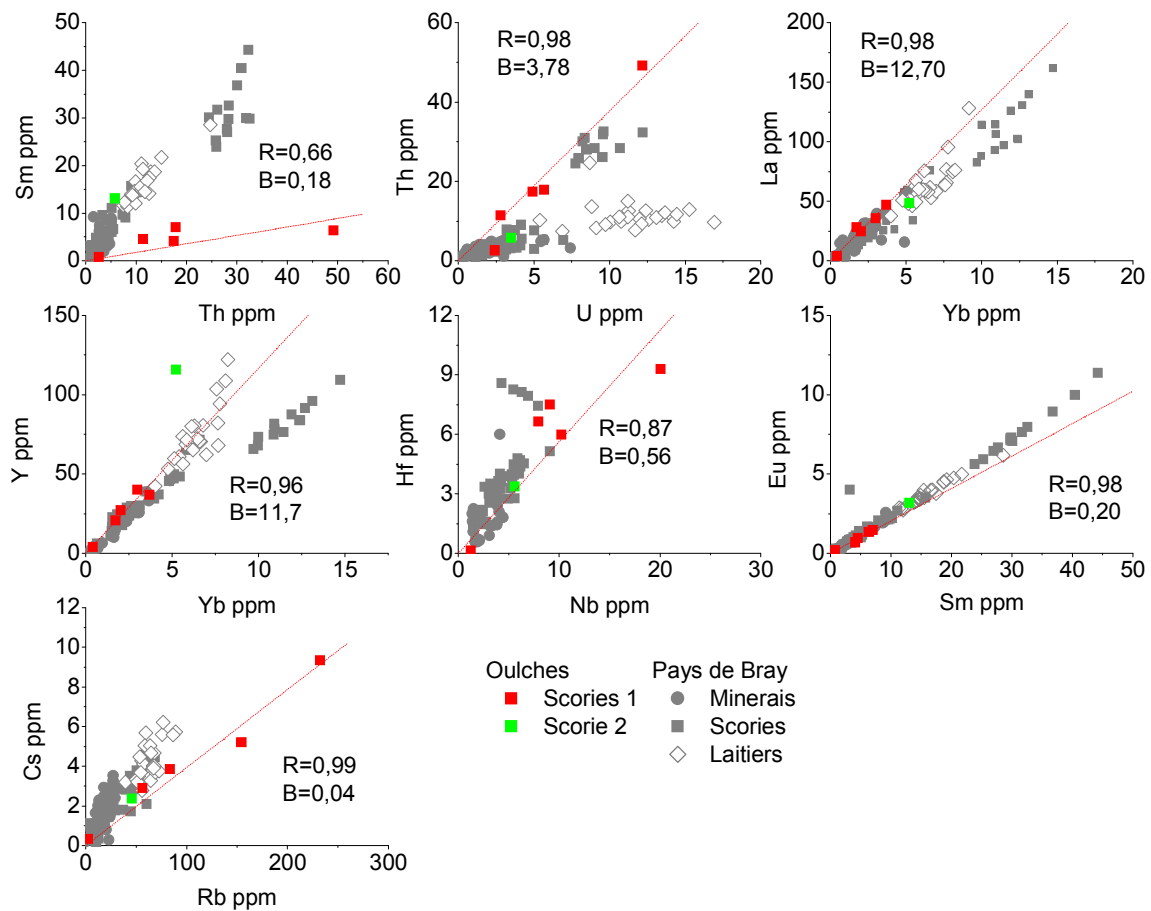 50
40
30
20
10
0
Sm ppm
R=0,66
B=0,18
0 10 20 30 40 50 60
Th ppm
60
40
20
0
Th ppm
R=0,98
B=3,78
0 5 10 15 20
U ppm
200
150
100
50
0
La ppm
R=0,98
B=12,70
0 5 10 15 20
Yb ppm
150
100
50
0
Y ppm
R=0,96
B=11,7
0 5 10 15
Yb ppm
12
9
6
3
0
Hf ppm
R=0,87
B=0,56
0 10 20 30
Nb ppm
15
12
9
6
3
0
Eu ppm
R=0,98
B=0,20
0 10 20 30 40 50
Sm ppm
12
10
8
6
4
2
0
Cs ppm
R=0,99
B=0,04
0 100 200 300
Rb ppm
Oulches
Scories 1
Scorie 2
Pays de Bray
Minerais
Scories
Laitiers